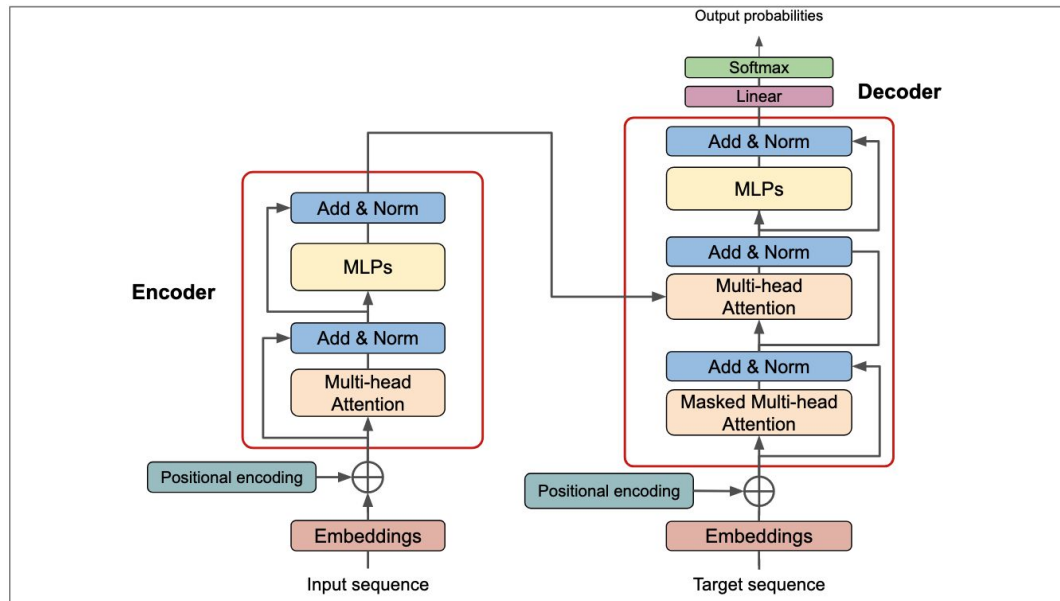 Output probabilities
Softmax
Linear
Decoder
Add & Norm
MLPs
Add & Norm
Multi-head
Attention
Add & Norm
Masked Multi-head
Attention
Positional encoding
Embeddings
Target sequence
Encoder
Add & Norm
MLPs
Add & Norm
Multi-head
Attention
Positional encoding
Embeddings
Input sequence